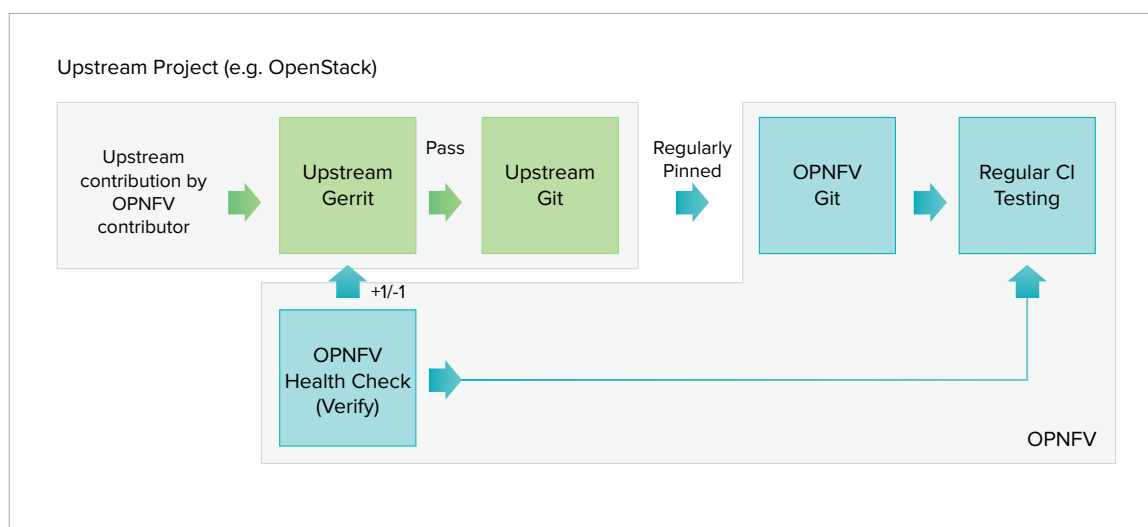 Upstream Project (e.g. OpenStack)
Upstream
contribution by
OPNFV
contributor
Upstream
Gerrit
Pass
Upstream
Git
Regularly
Pinned
OPNFV
Git
Regular CI
Testing
+1/-1
OPNFV
Health Check
(Verify)
OPNFV